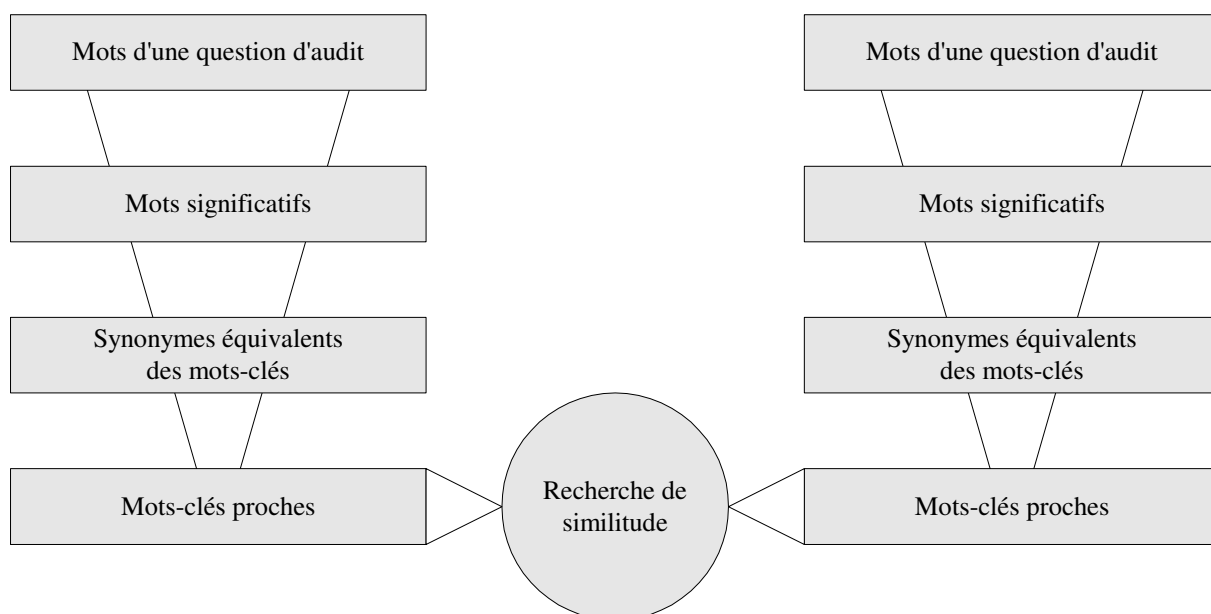 Mots d'une question d'audit
Mots significatifs
Synonymes équivalents
des mots-clés
Mots-clés proches
Recherche de
similitude
Mots d'une question d'audit
Mots significatifs
Synonymes équivalents
des mots-clés
Mots-clés proches